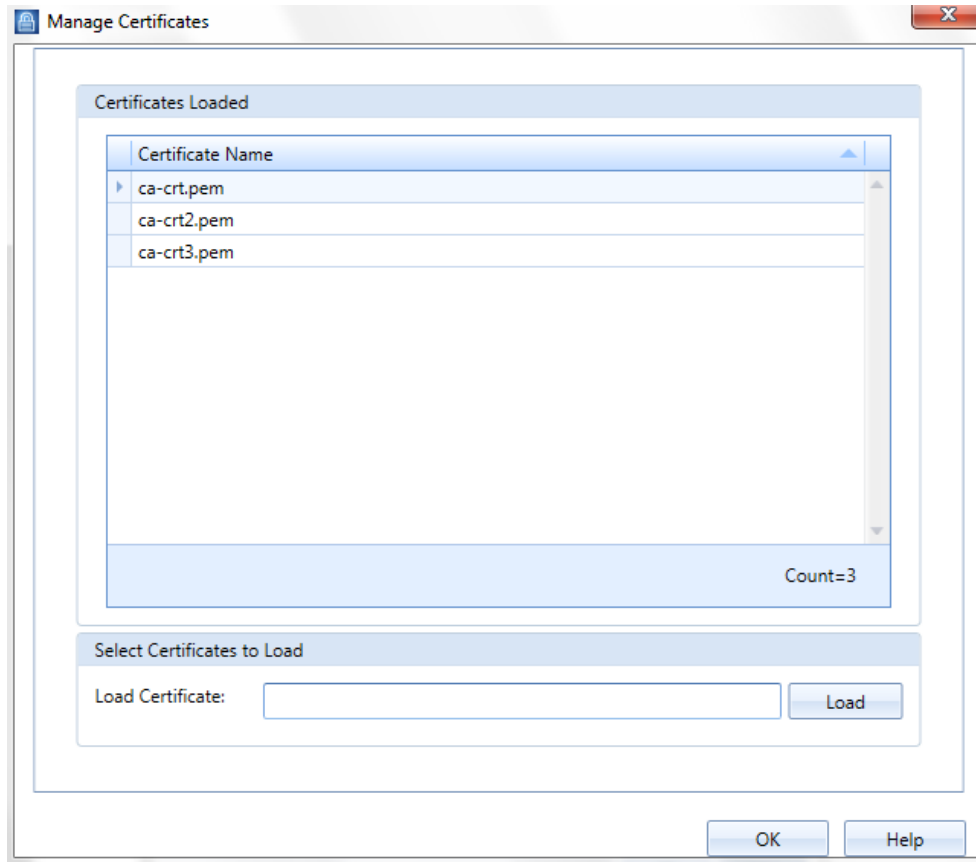 Manage Certificates
Certificates Loaded
Certificate Name
ca-crt.pem
ca-crt2.pem
ca-crt3.pem
Count=3
Select Certificates to Load
Load Certificate:
Load
OK
Help